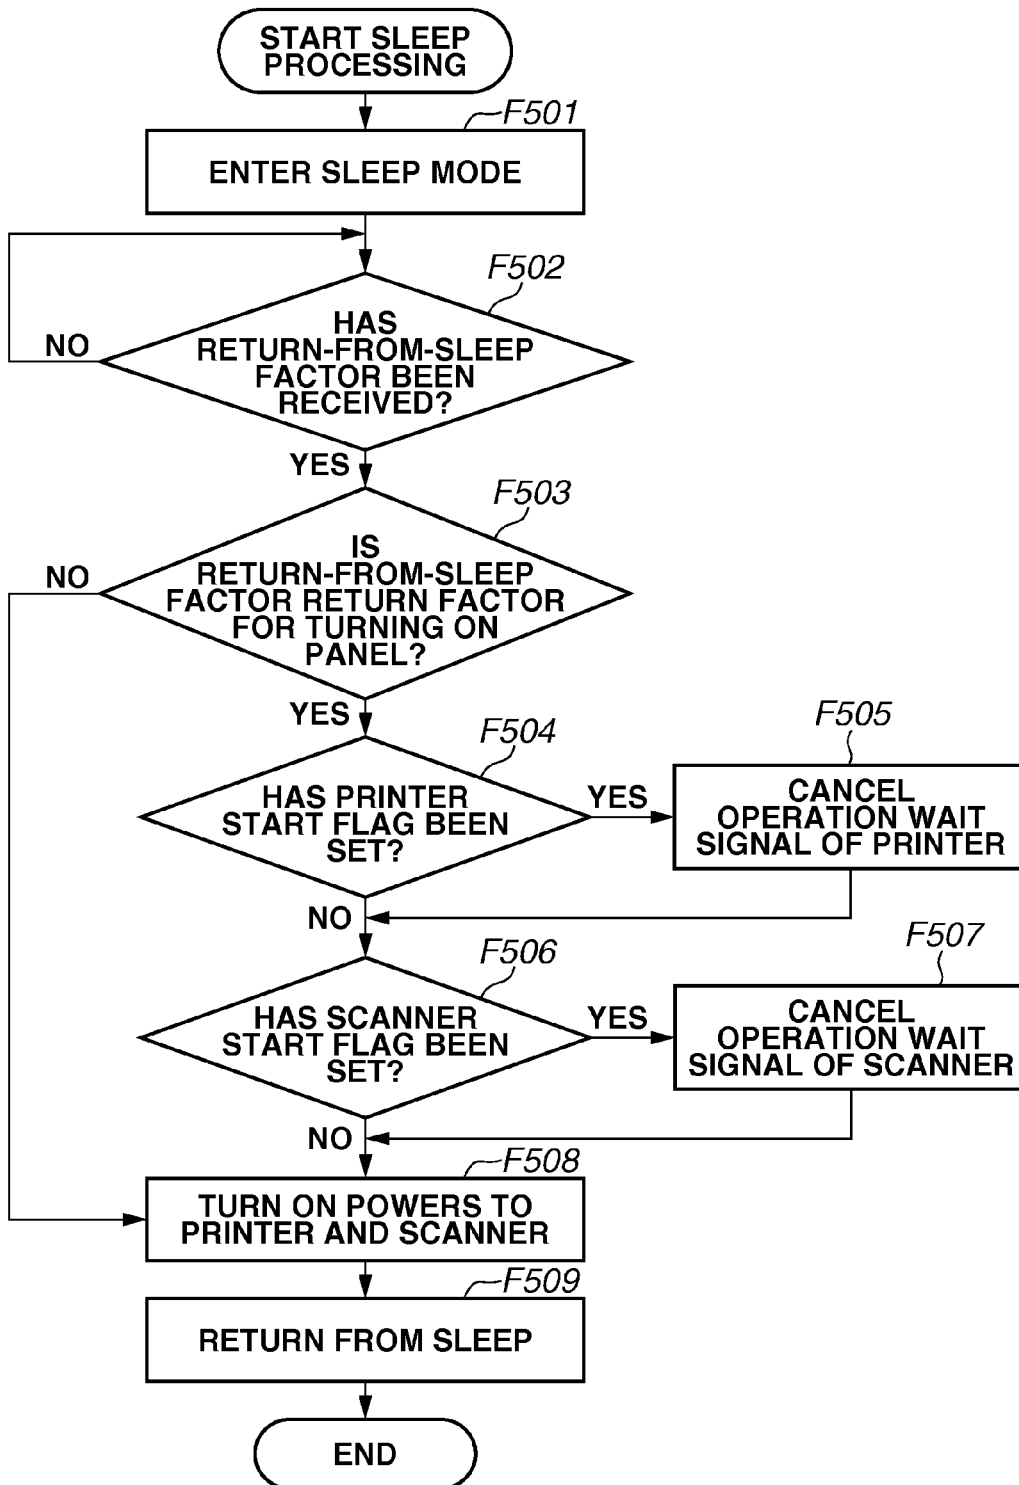 START SLEEP
PROCESSING
F501
ENTER SLEEP MODE
F502
HAS
RETURN-FROM-SLEEP
FACTOR BEEN
RECEIVED?
NO
YES
F503
IS
RETURN-FROM-SLEEP
FACTOR RETURN FACTOR
FOR TURNING ON
PANEL?
NO
YES
F504
HAS PRINTER
START FLAG BEEN
SET?
YES
F505
CANCEL
OPERATION WAIT
SIGNAL OF PRINTER
NO
F506
HAS SCANNER
START FLAG BEEN
SET?
YES
F507
CANCEL
OPERATION WAIT
SIGNAL OF SCANNER
NO
F508
TURN ON POWERS TO
PRINTER AND SCANNER
F509
RETURN FROM SLEEP
END